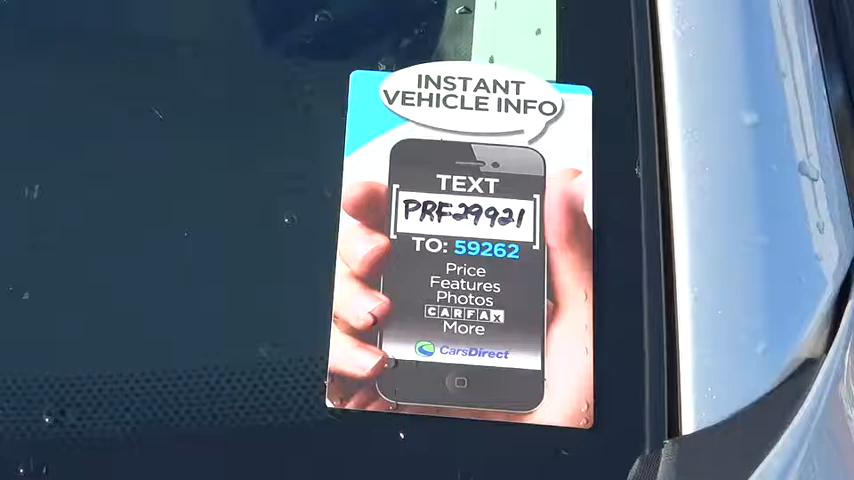 INSTANT
VEHICLE INFO
TEXT
PRF29921
TO: 59262
Price
Features
Photos
CARFAX
More
CarsDirect